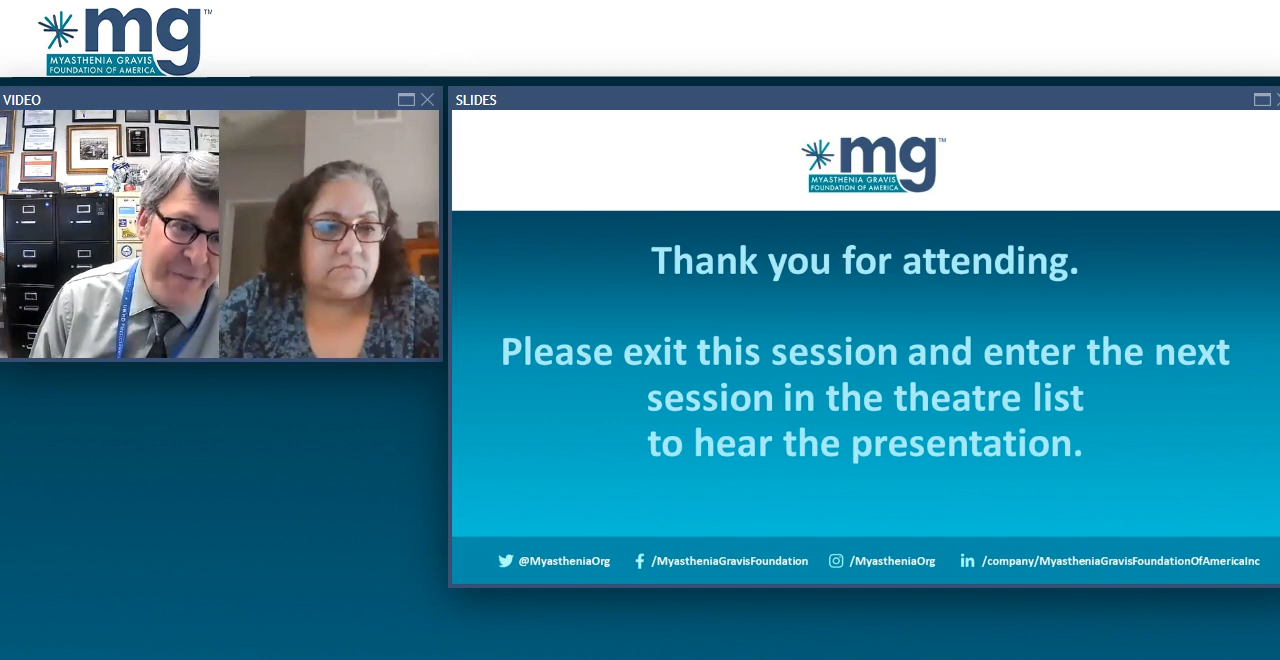 mg™
MYASTHENIA GRAVIS
FOUNDATION OF AMERICA
VIDEO
SLIDES
mg™
MYASTHENIA GRAVIS
FOUNDATION OF AMERICA
Thank you for attending.
Please exit this session and enter the next
session in the theatre list
to hear the presentation.
@MyastheniaOrg
/MyastheniaGravisFoundation
/MyastheniaOrg
/company/MyastheniaGravisFoundationOfAmericaInc